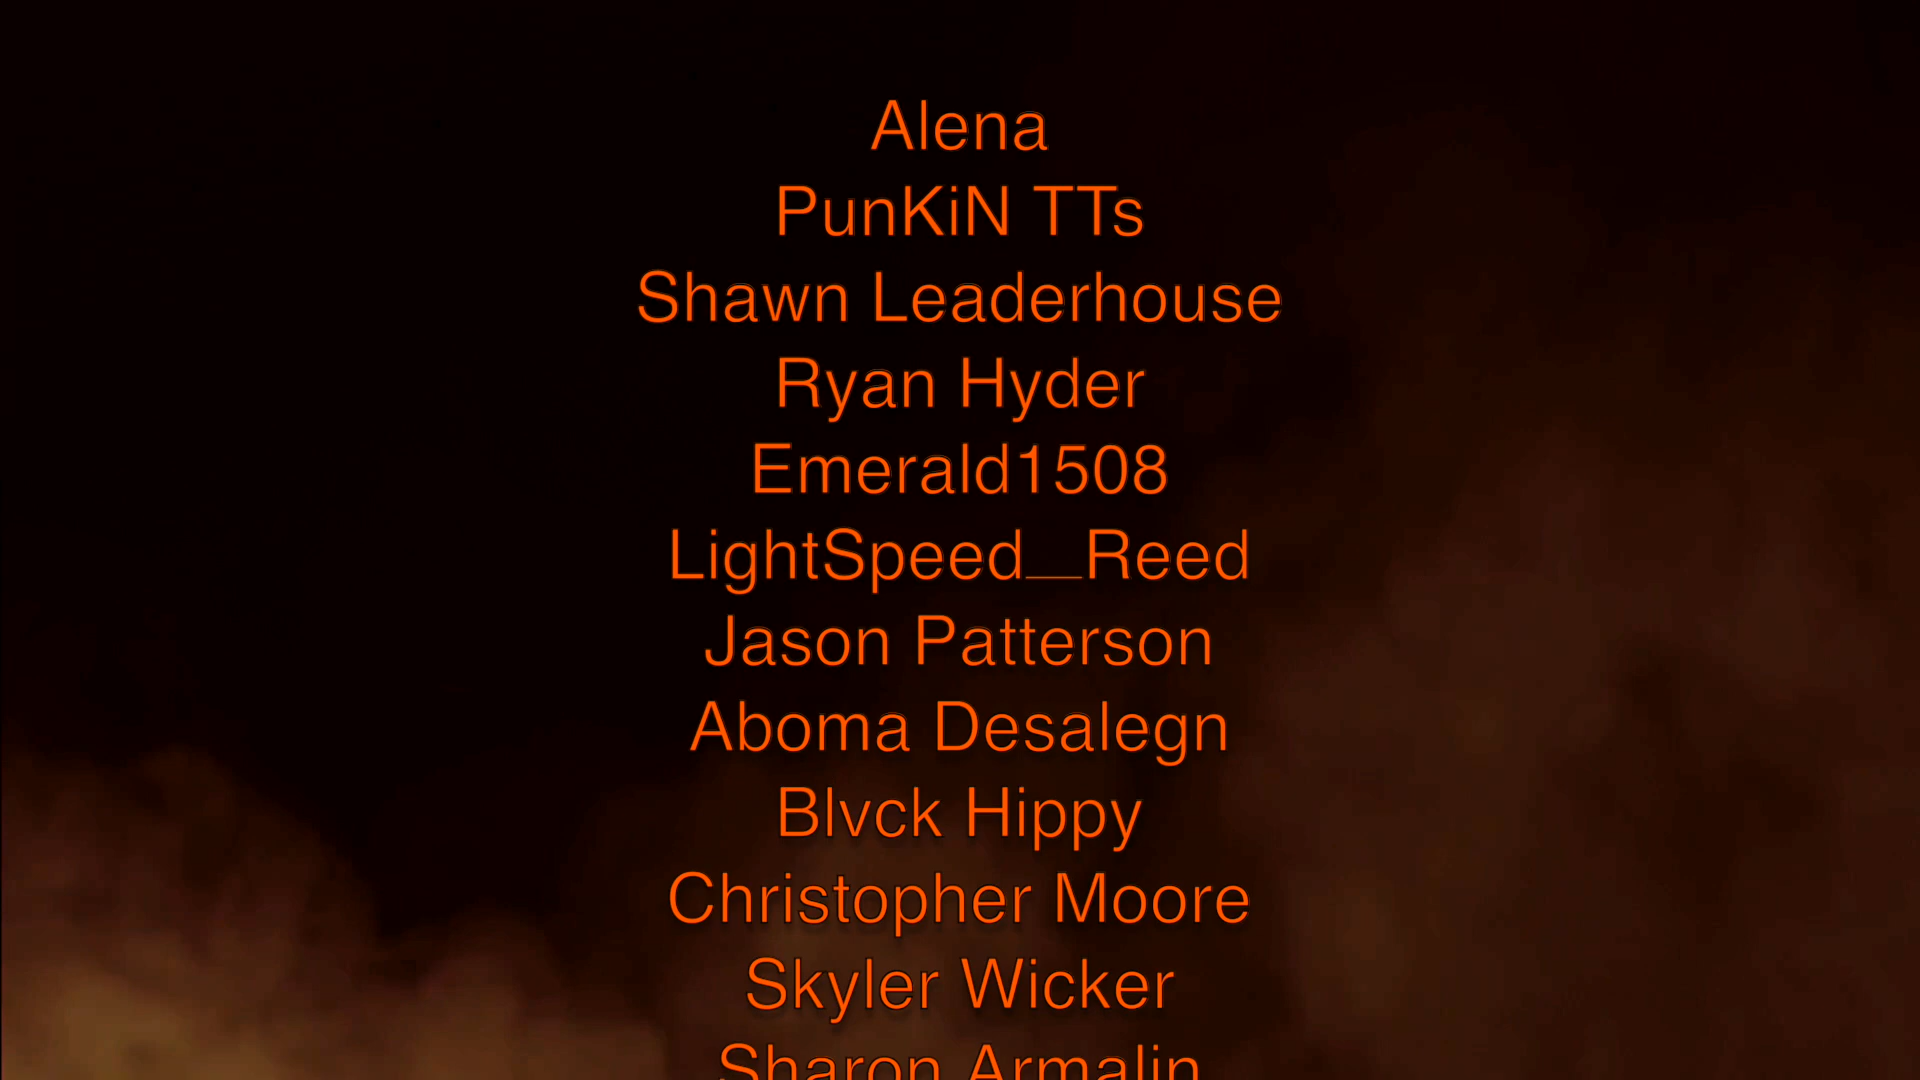 Alena
PunKiN TTs
Shawn Leaderhouse
Ryan Hyder
Emerald1508
LightSpeed__Reed
Jason Patterson
Aboma Desalegn
Blvck Hippy
Christopher Moore
Skyler Wicker
Sharon Armalin